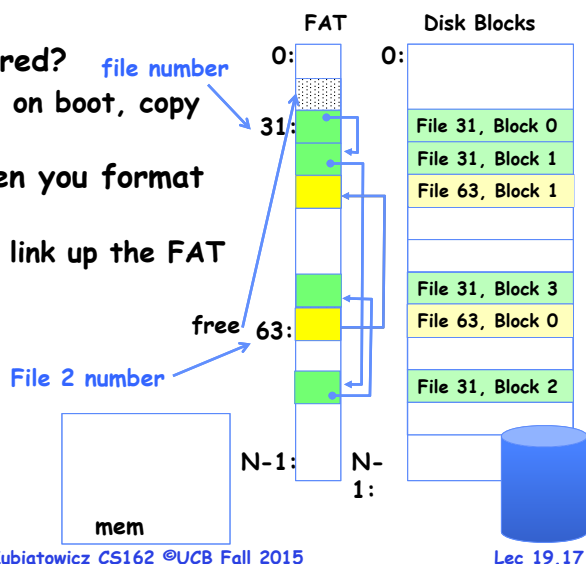 FAT
Disk Blocks
red?
file number
0:
0:
on boot, copy
31:
File 31, Block 0
File 31, Block 1
en you format
File 63, Block 1
link up the FAT
File 31, Block 3
free
63:
File 63, Block 0
File 2 number
File 31, Block 2
N-1:
N-
1:
mem
ubiatowicz CS162 ©UCB Fall 2015
Lec 19.17